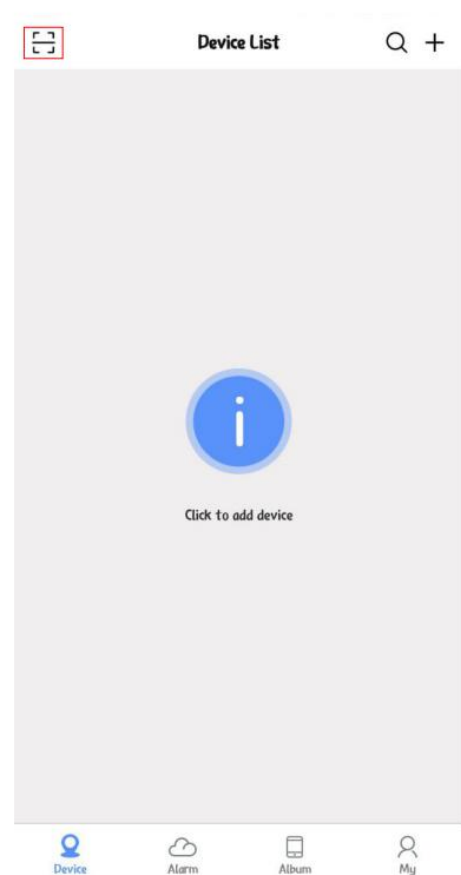 Device List
Click to add device
Device
Alarm
Album
My